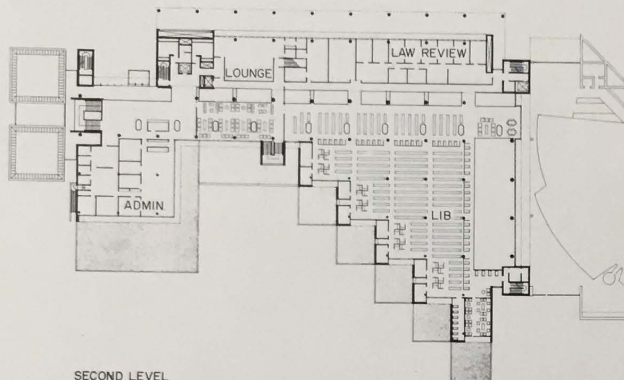 LAW REVIEW
LOUNGE
ADMIN.
LIB
SECOND LEVEL